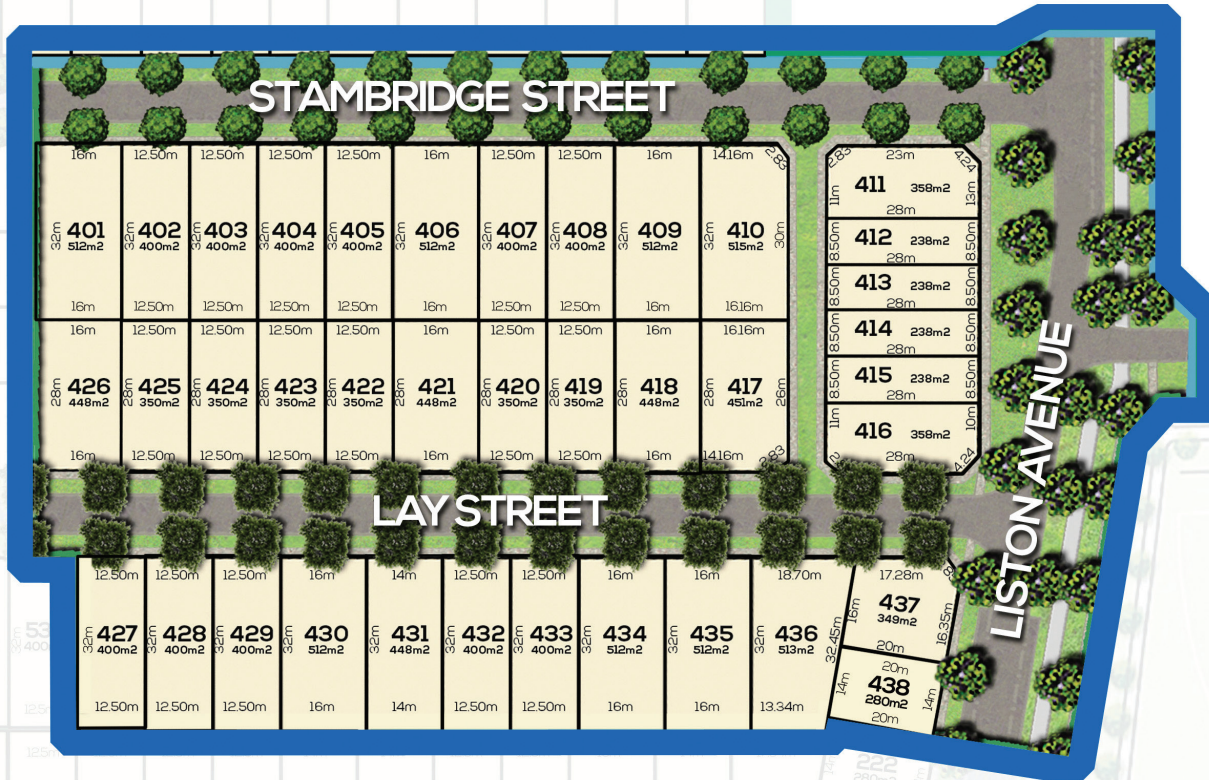 STAMBRIDGE STREET
16m 12.50m 12.50m 12.50m 12.50m 16m 12.50m 12.50m 16m 14.16m 2.83
32m 401 32m 402 32m 403 32m 404 32m 405 32m 406 32m 407 32m 408 32m 409 32m 410 30m
512m2 400m2 400m2 400m2 400m2 512m2 400m2 400m2 512m2 515m2
16m 12.50m 12.50m 12.50m 12.50m 16m 12.50m 12.50m 16m 16.16m
16m 12.50m 12.50m 12.50m 12.50m 16m 12.50m 12.50m 16m 16.16m
28m 426 28m 425 28m 424 28m 423 28m 422 28m 421 28m 420 28m 419 28m 418 28m 417 26m
448m2 350m2 350m2 350m2 350m2 448m2 350m2 350m2 448m2 451m2
16m 12.50m 12.50m 12.50m 12.50m 16m 12.50m 12.50m 16m 14.16m 2.83
2.83 23m 4.24
11m 411 358m2 13m
28m
8.50m 412 238m2 8.50m
28m
8.50m 413 238m2 8.50m
28m
8.50m 414 238m2 8.50m
28m
8.50m 415 238m2 8.50m
28m
11m 416 358m2 10m
28m 4.24
LISTON AVENUE
LAY STREET
12.50m 12.50m 12.50m 16m 14m 12.50m 12.50m 16m 16m 18.70m 17.28m
32m 427 32m 428 32m 429 32m 430 32m 431 32m 432 32m 433 32m 434 32m 435 32m 436 32.45m
400m2 400m2 400m2 512m2 448m2 400m2 400m2 512m2 512m2 513m2
12.50m 12.50m 12.50m 16m 14m 12.50m 12.50m 16m 16m 13.34m
16m 437 16.35m
349m2
20m
20m
14m 438 14m
280m2
20m
222